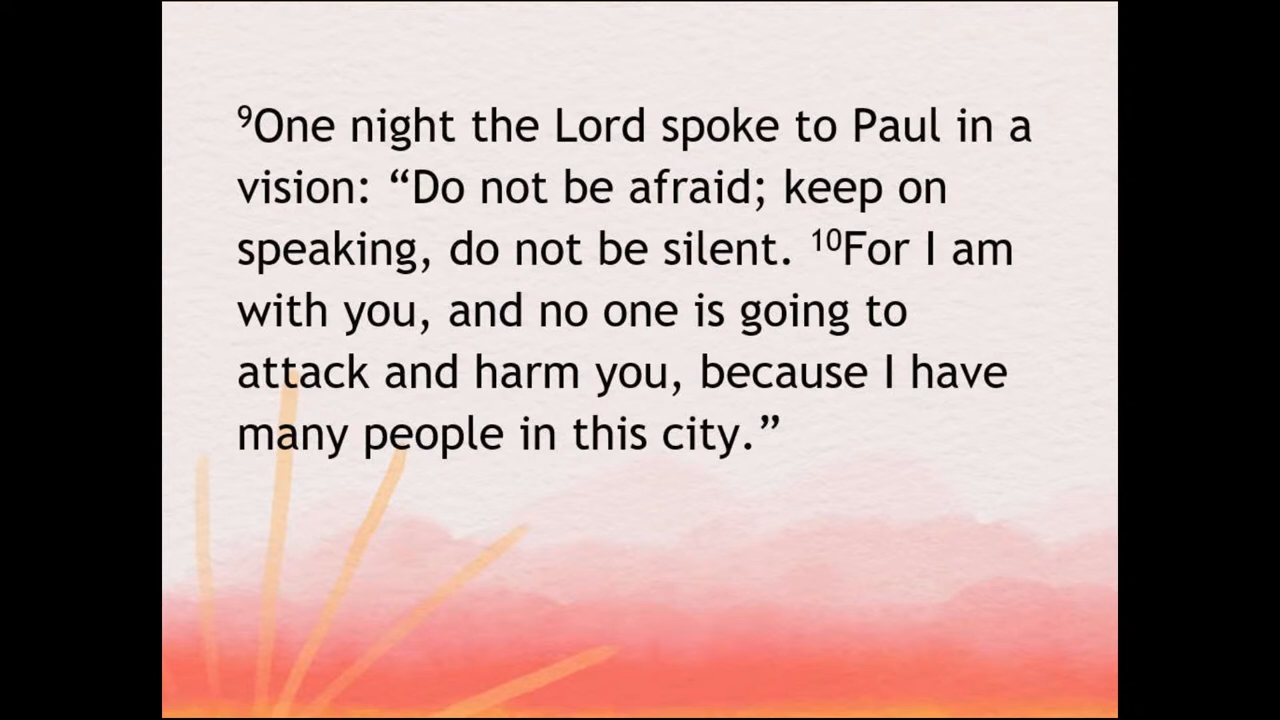 ⁹One night the Lord spoke to Paul in a
vision: “Do not be afraid; keep on
speaking, do not be silent. ¹⁰For I am
with you, and no one is going to
attack and harm you, because I have
many people in this city.”